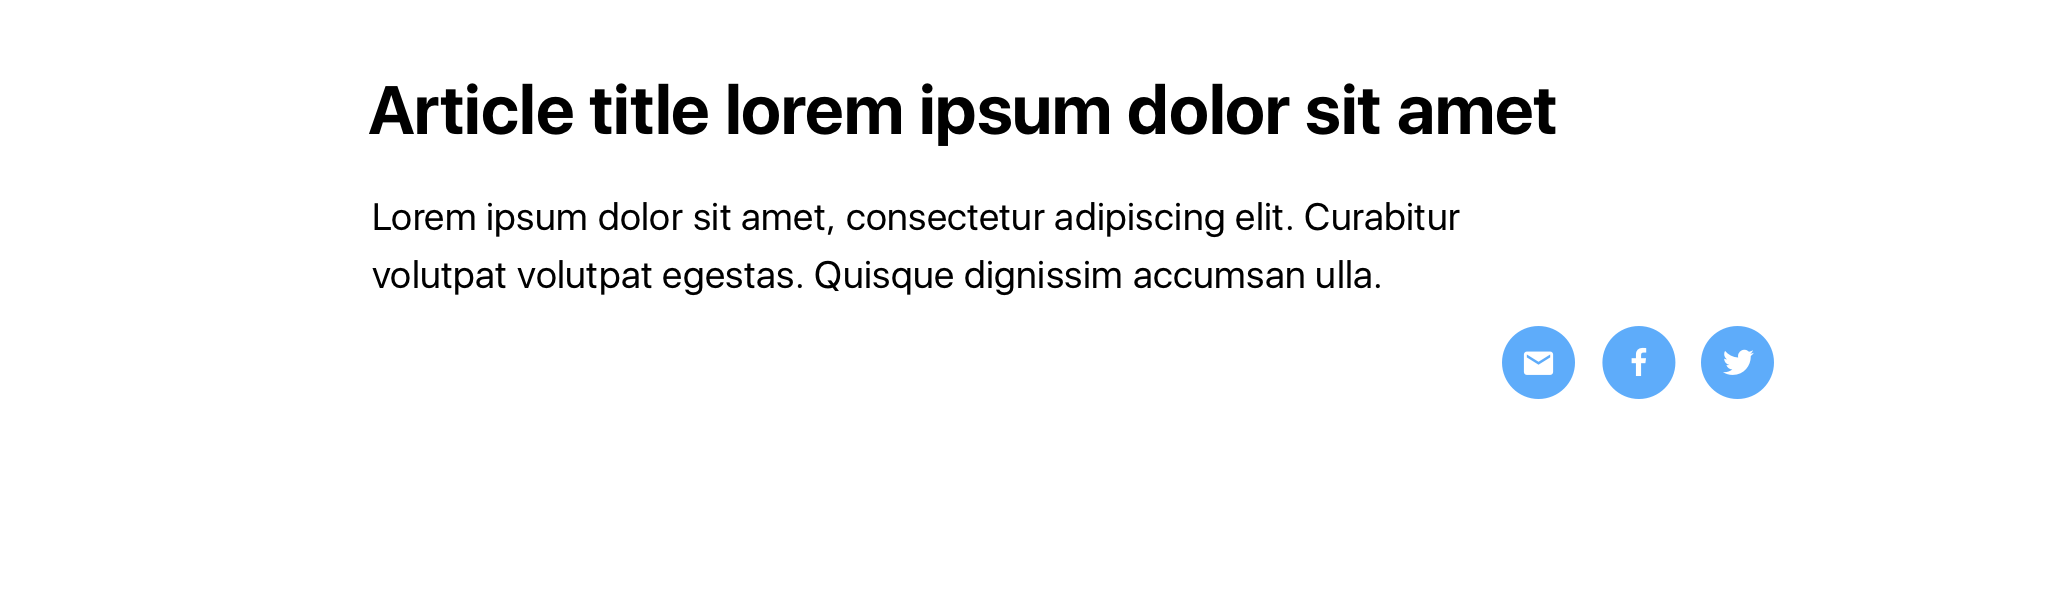 Article title lorem ipsum dolor sit amet
Lorem ipsum dolor sit amet, consectetur adipiscing elit. Curabitur
volutpat volutpat egestas. Quisque dignissim accumsan ulla.